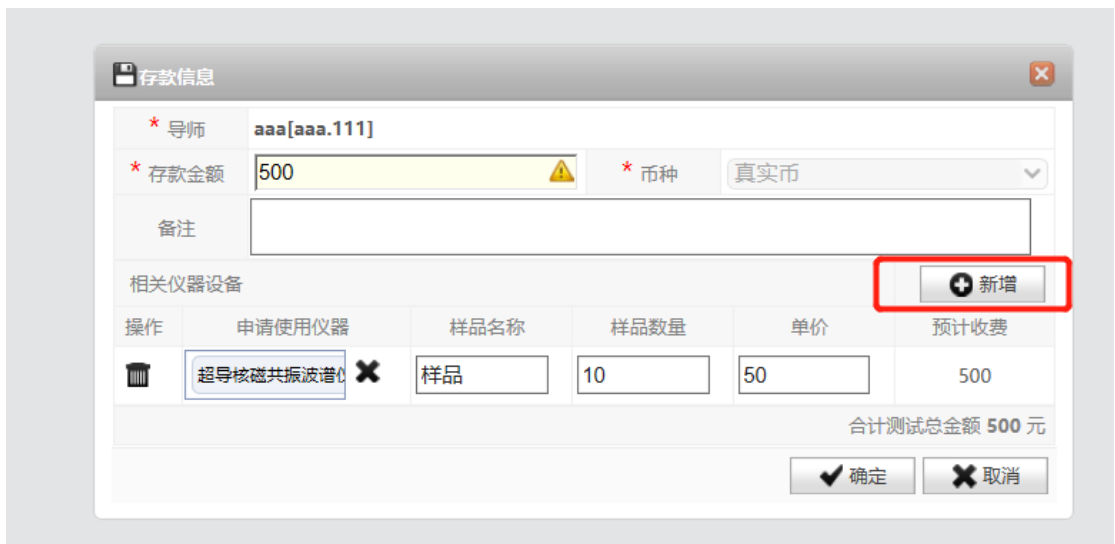 存款信息
* 导师 aaa[aaa.111]
* 存款金额 500 * 币种 真实币
备注
相关仪器设备 新增
操作 申请使用仪器 样品名称 样品数量 单价 预计收费
超导核磁共振波谱仪 样品 10 50 500
合计测试总金额 500 元
确定 取消